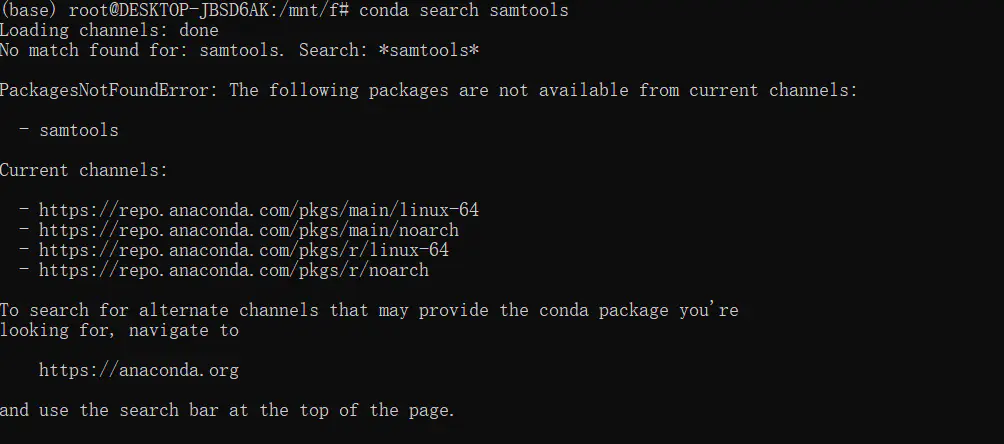 (base) root@DESKTOP-JBSD6AK:/mnt/f# conda search samtools
Loading channels: done
No match found for: samtools. Search: *samtools*
PackagesNotFoundError: The following packages are not available from current channels:
- samtools
Current channels:
- https://repo.anaconda.com/pkgs/main/linux-64
- https://repo.anaconda.com/pkgs/main/noarch
- https://repo.anaconda.com/pkgs/r/linux-64
- https://repo.anaconda.com/pkgs/r/noarch
To search for alternate channels that may provide the conda package you're
looking for, navigate to
https://anaconda.org
and use the search bar at the top of the page.